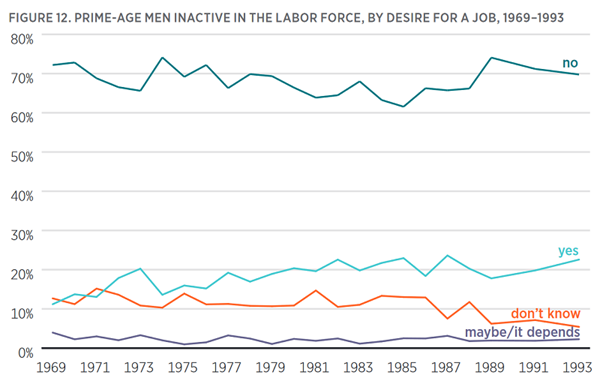 FIGURE 12. PRIME-AGE MEN INACTIVE IN THE LABOR FORCE, BY DESIRE FOR A JOB, 1969–1993
80%
no
70%
60%
50%
40%
30%
yes
20%
10%
don't know
maybe/it depends
0%
1969 1971 1973 1975 1977 1979 1981 1983 1985 1987 1989 1991 1993